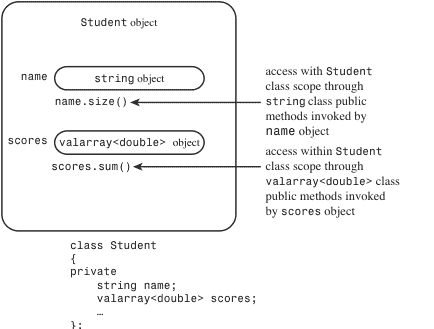 Student object
name
string object
name.size()
access with Student
class scope through
string class public
methods invoked by
name object
scores
valarray<double> object
scores.sum()
access within Student
class scope through
valarray<double> class
public methods invoked
by scores object
class Student
{
private
string name;
valarray<double> scores;
…
};